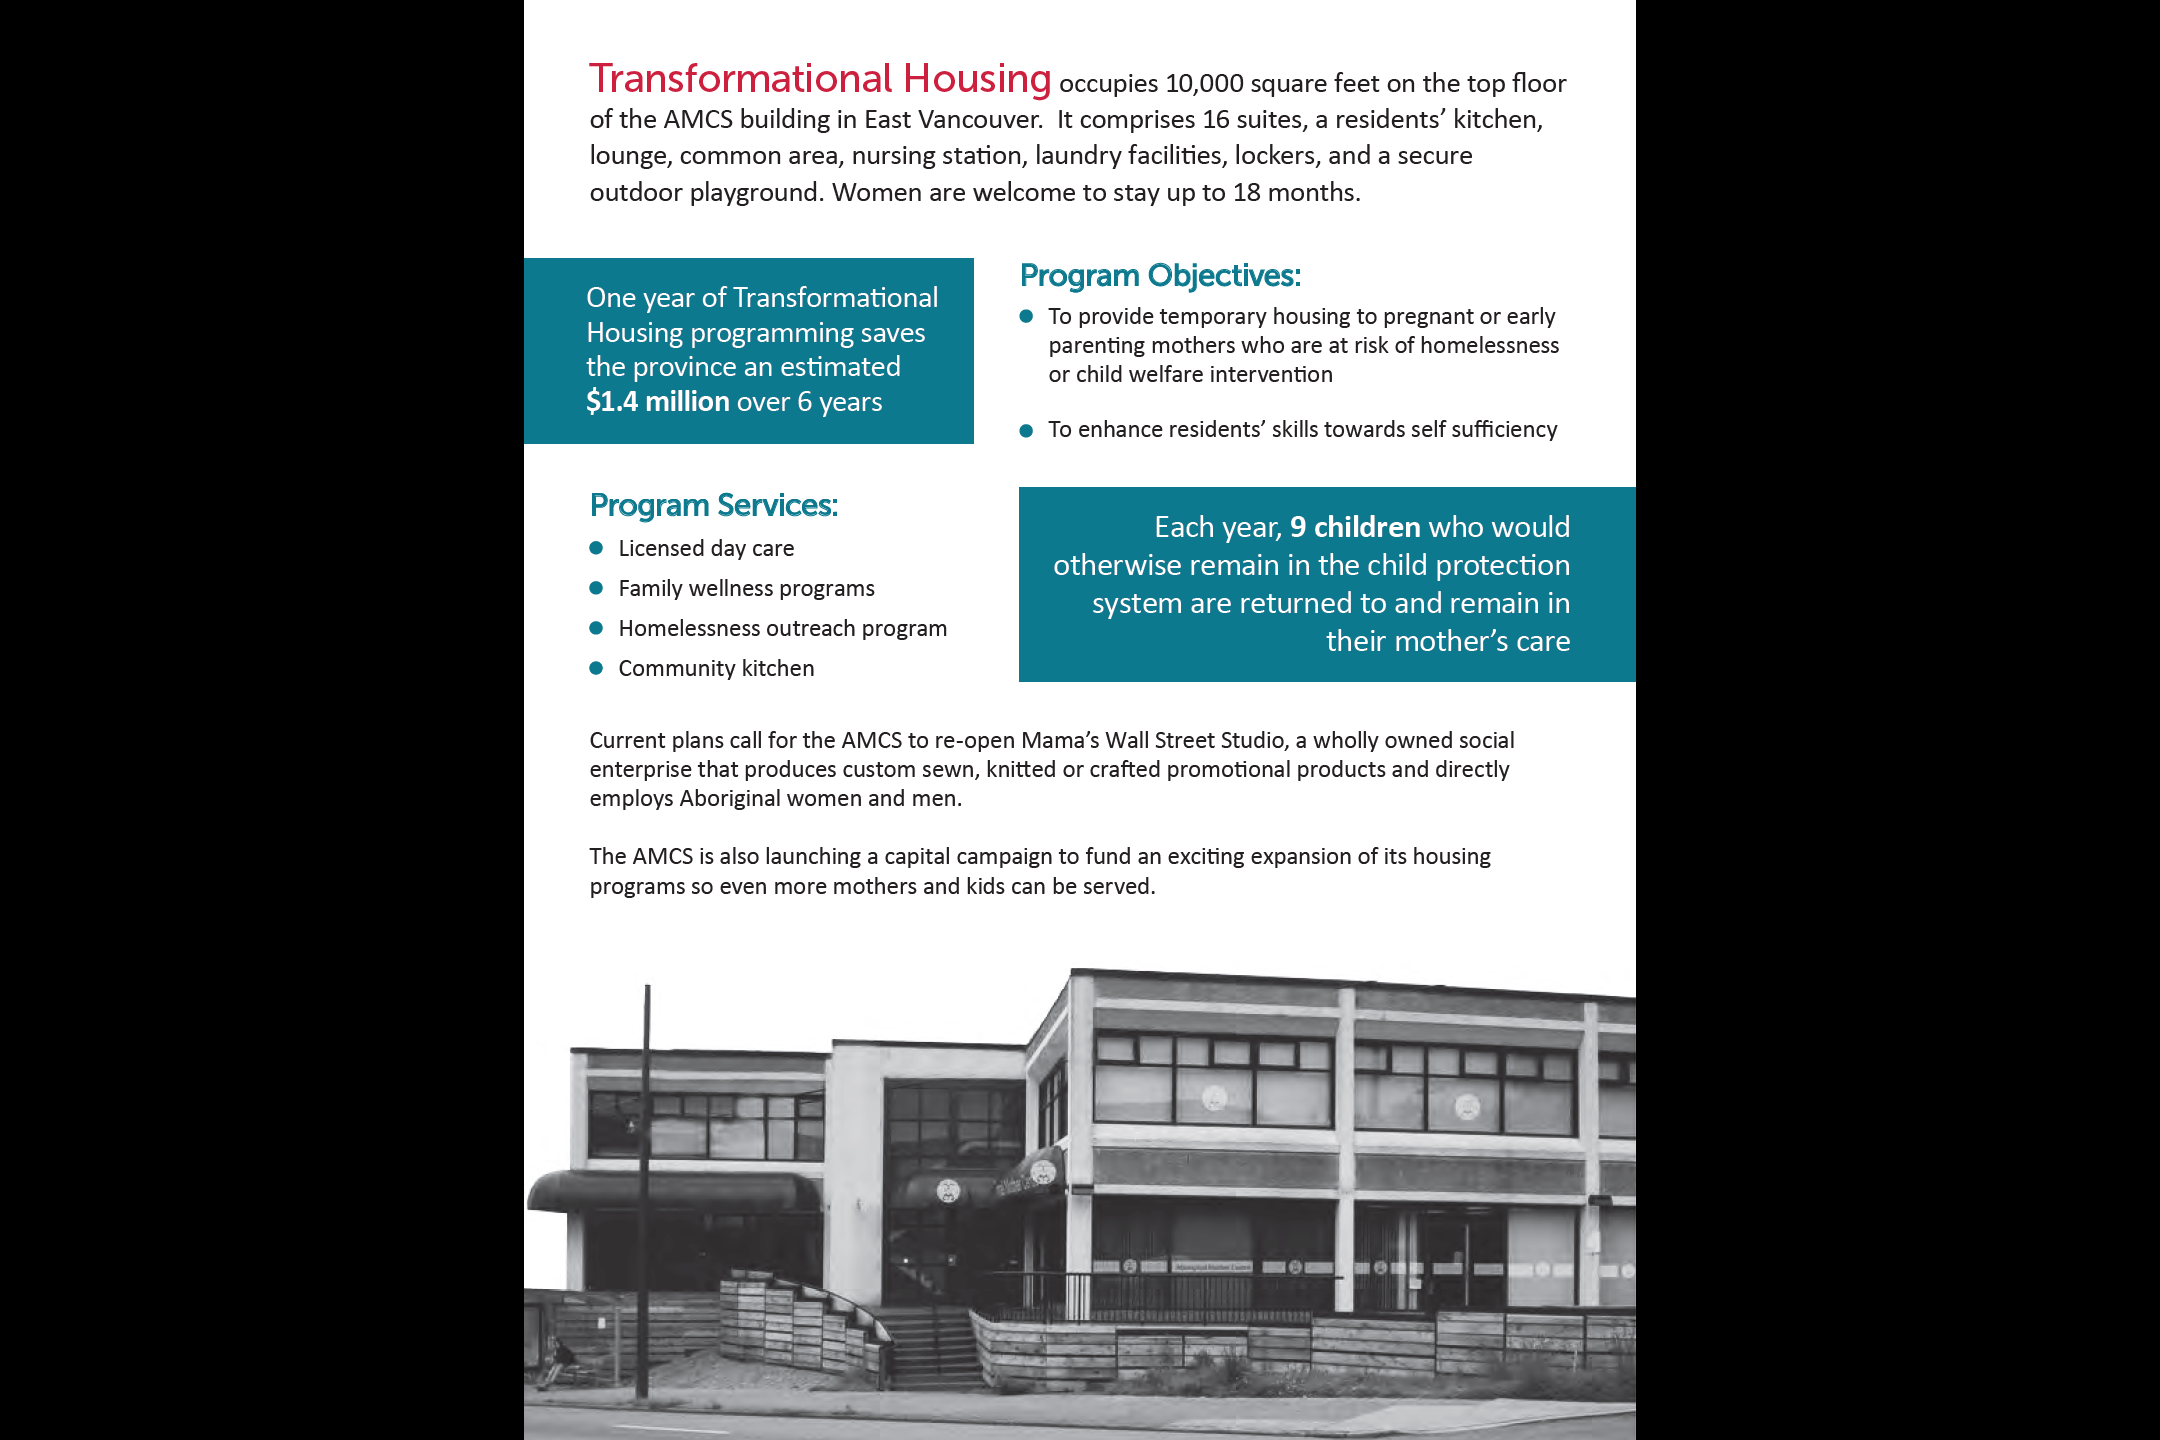 Transformational Housing occupies 10,000 square feet on the top floor
of the AMCS building in East Vancouver.  It comprises 16 suites, a residents’ kitchen,
lounge, common area, nursing station, laundry facilities, lockers, and a secure
outdoor playground. Women are welcome to stay up to 18 months.
One year of Transformational
Housing programming saves
the province an estimated
$1.4 million over 6 years
Program Objectives:
• To provide temporary housing to pregnant or early
parenting mothers who are at risk of homelessness
or child welfare intervention
• To enhance residents’ skills towards self sufficiency
Program Services:
• Licensed day care
• Family wellness programs
• Homelessness outreach program
• Community kitchen
Each year, 9 children who would
otherwise remain in the child protection
system are returned to and remain in
their mother’s care
Current plans call for the AMCS to re-open Mama’s Wall Street Studio, a wholly owned social
enterprise that produces custom sewn, knitted or crafted promotional products and directly
employs Aboriginal women and men.
The AMCS is also launching a capital campaign to fund an exciting expansion of its housing
programs so even more mothers and kids can be served.